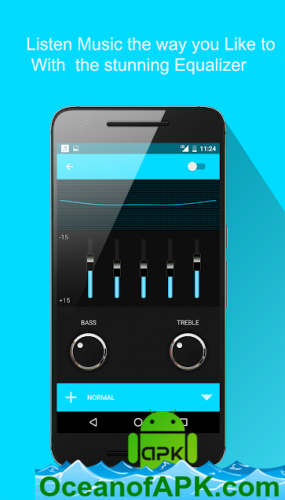 Listen Music the way you Like to
With the stunning Equalizer
11:24
-15
+15
BASS
TREBLE
+ NORMAL
apk
OceanofAPK.com